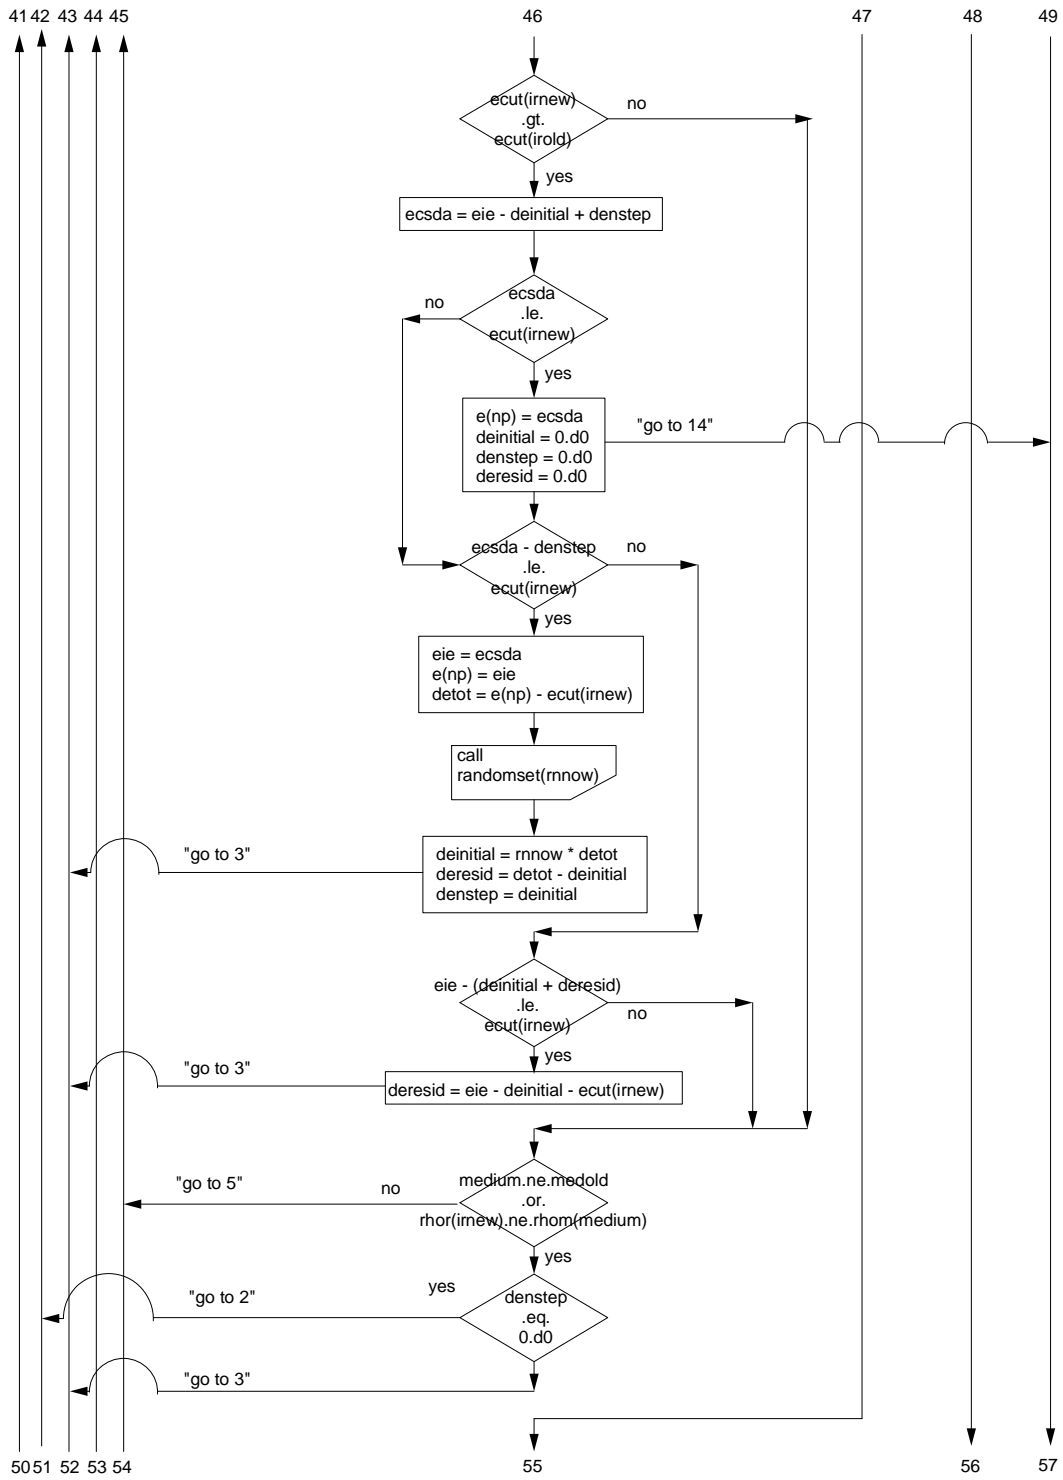 41 42 43 44 45 46 47 48 49
ecut(irnew)
.gt.
ecut(irold)
no
yes
ecsda = eie - deinitial + denstep
ecsda
.le.
ecut(irnew)
no
yes
e(np) = ecsda
deinitial = 0.d0
denstep = 0.d0
deresid = 0.d0
"go to 14"
ecsda - denstep
.le.
ecut(irnew)
no
yes
eie = ecsda
e(np) = eie
detot = e(np) - ecut(irnew)
call
randomset(rnnow)
deinitial = rnnow * detot
deresid = detot - deinitial
denstep = deinitial
"go to 3"
eie - (deinitial + deresid)
.le.
ecut(irnew)
no
yes
deresid = eie - deinitial - ecut(irnew)
"go to 3"
medium.ne.medold
.or.
rhor(irnew).ne.rhom(medium)
no
"go to 5"
yes
denstep
.eq.
0.d0
yes
"go to 2"
"go to 3"
50 51 52 53 54 55 56 57